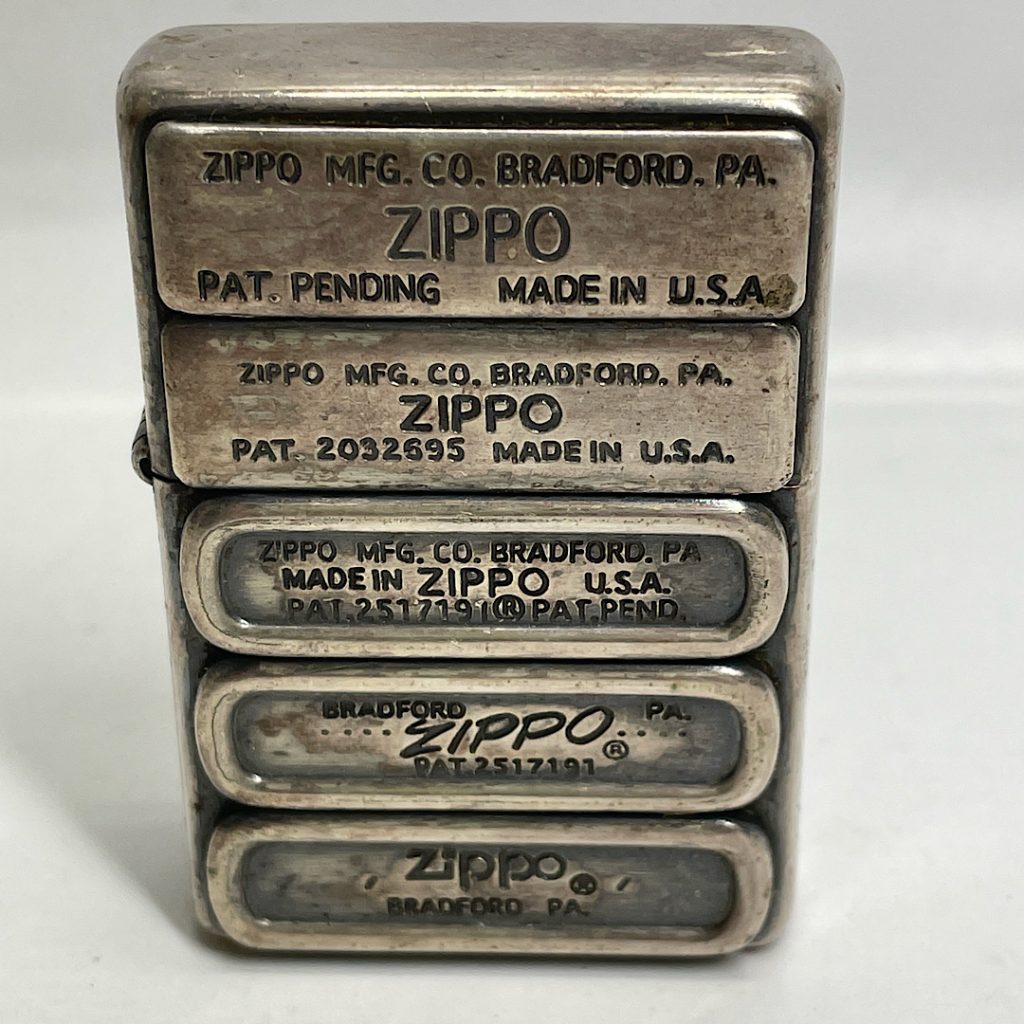 ZIPPO MFG. CO. BRADFORD. PA.
ZIPPO
PAT. PENDING MADE IN U.S.A
ZIPPO MFG. CO. BRADFORD. PA.
ZIPPO
PAT. 2032695 MADE IN U.S.A.
ZIPPO MFG. CO. BRADFORD. PA
MADE IN ZIPPO U.S.A.
PAT.2517191® PAT.PEND.
BRADFORD ZIPPO® PA.
PAT.2517191
Zippo®
BRADFORD PA.